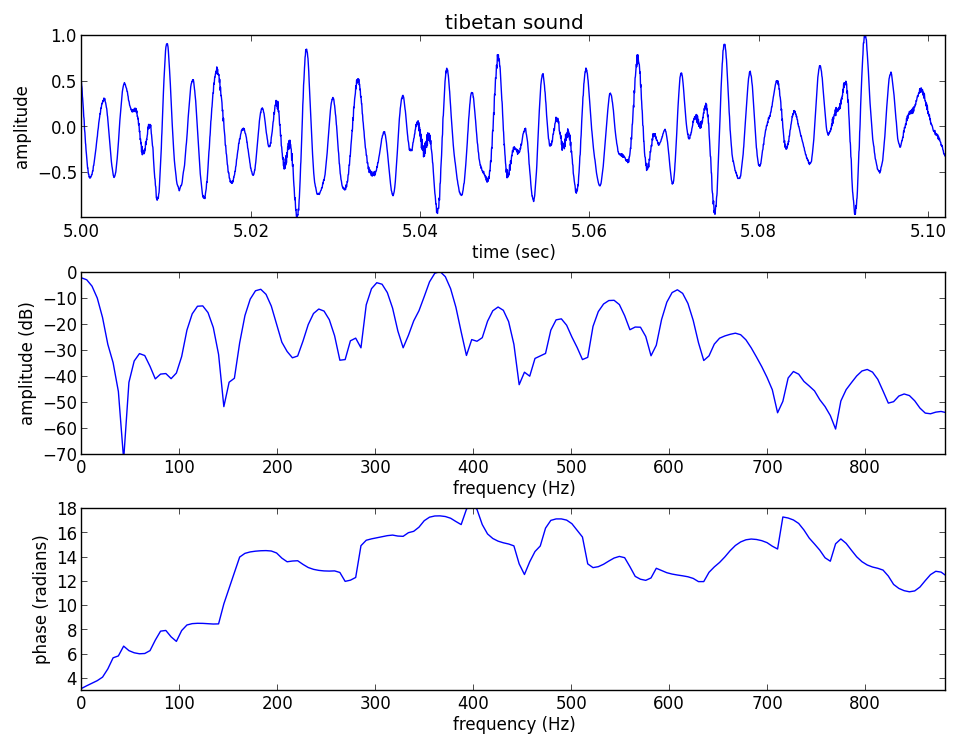 tibetan sound
amplitude
1.0
0.5
0.0
−0.5
5.00 5.02 5.04 5.06 5.08 5.10
time (sec)
amplitude (dB)
0
−10
−20
−30
−40
−50
−60
−70
0 100 200 300 400 500 600 700 800
frequency (Hz)
phase (radians)
18
16
14
12
10
8
6
4
0 100 200 300 400 500 600 700 800
frequency (Hz)